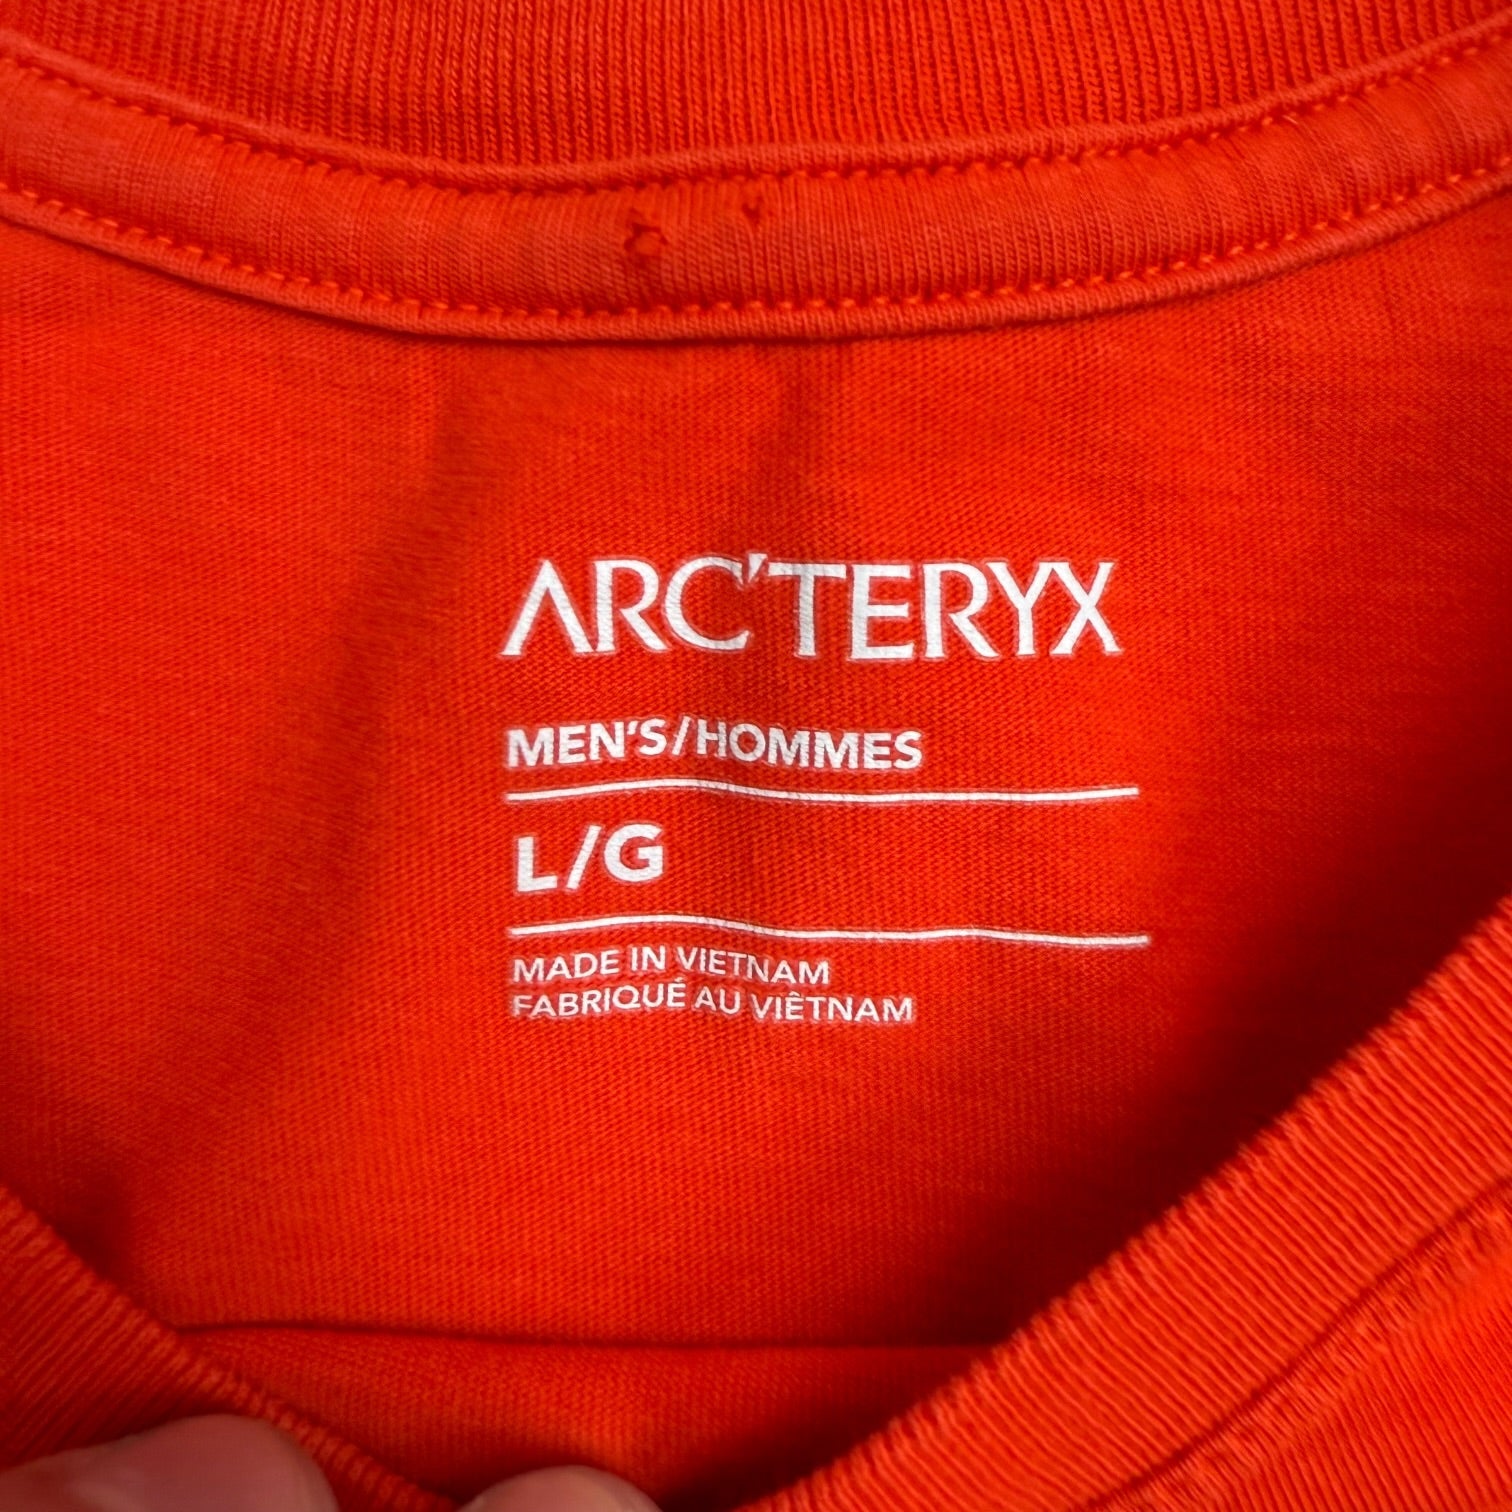 ARC'TERYX
MEN'S/HOMMES
L/G
MADE IN VIETNAM
FABRIQUÉ AU VIÊTNAM